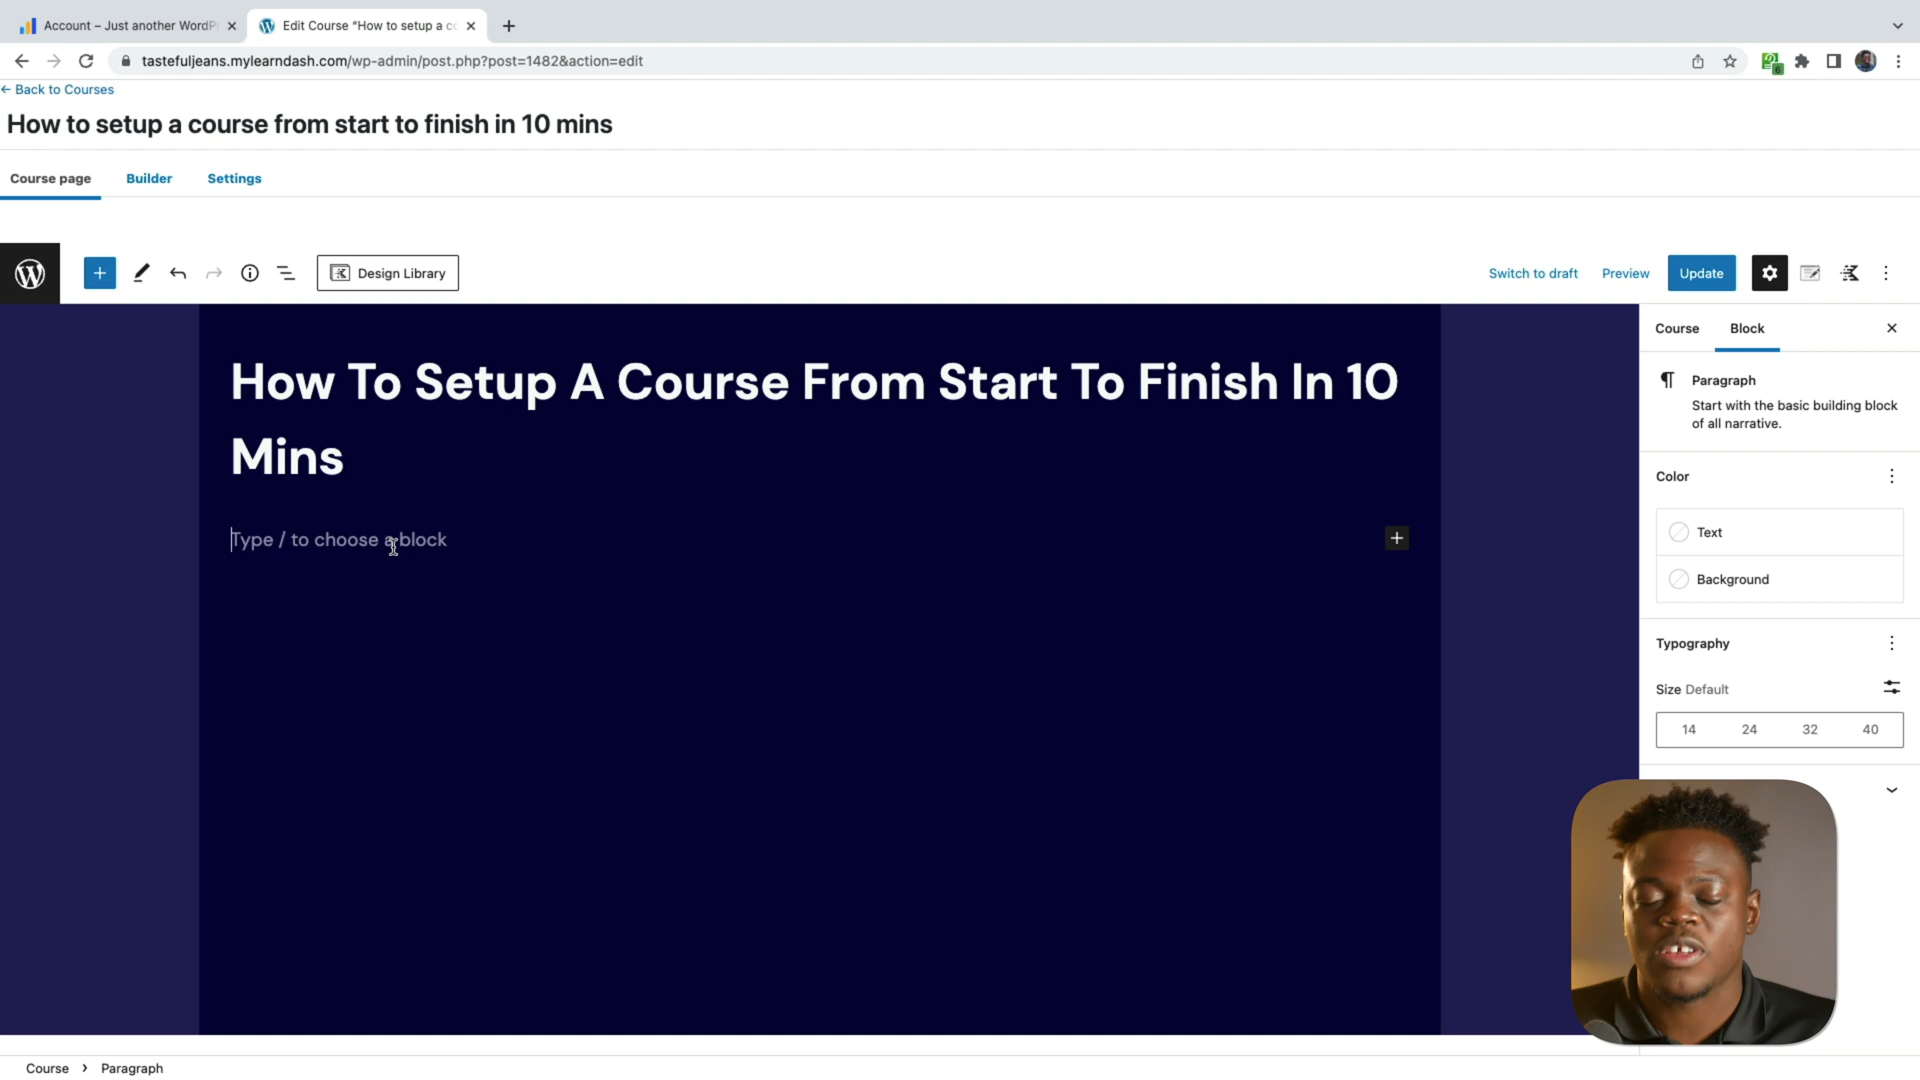 Account – Just another WordP
Edit Course “How to setup a co
tastefuljeans.mylearndash.com/wp-admin/post.php?post=1482&action=edit
6
← Back to Courses
How to setup a course from start to finish in 10 mins
Course page
Builder
Settings
Design Library
Switch to draft
Preview
Update
Course
Block
How To Setup A Course From Start To Finish In 10
Mins
Type / to choose a block
Paragraph
Start with the basic building block
of all narrative.
Color
Text
Background
Typography
Size Default
14 24 32 40
Course › Paragraph